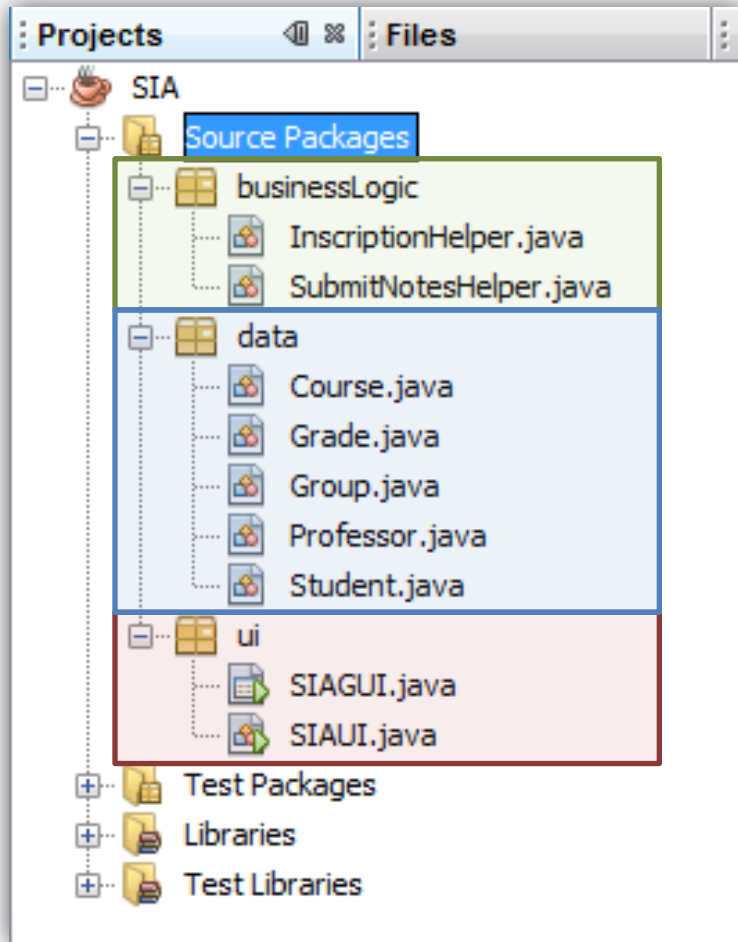 Projects Files
SIA
Source Packages
businessLogic
InscriptionHelper.java
SubmitNotesHelper.java
data
Course.java
Grade.java
Group.java
Professor.java
Student.java
ui
SIAGUI.java
SIAUI.java
Test Packages
Libraries
Test Libraries